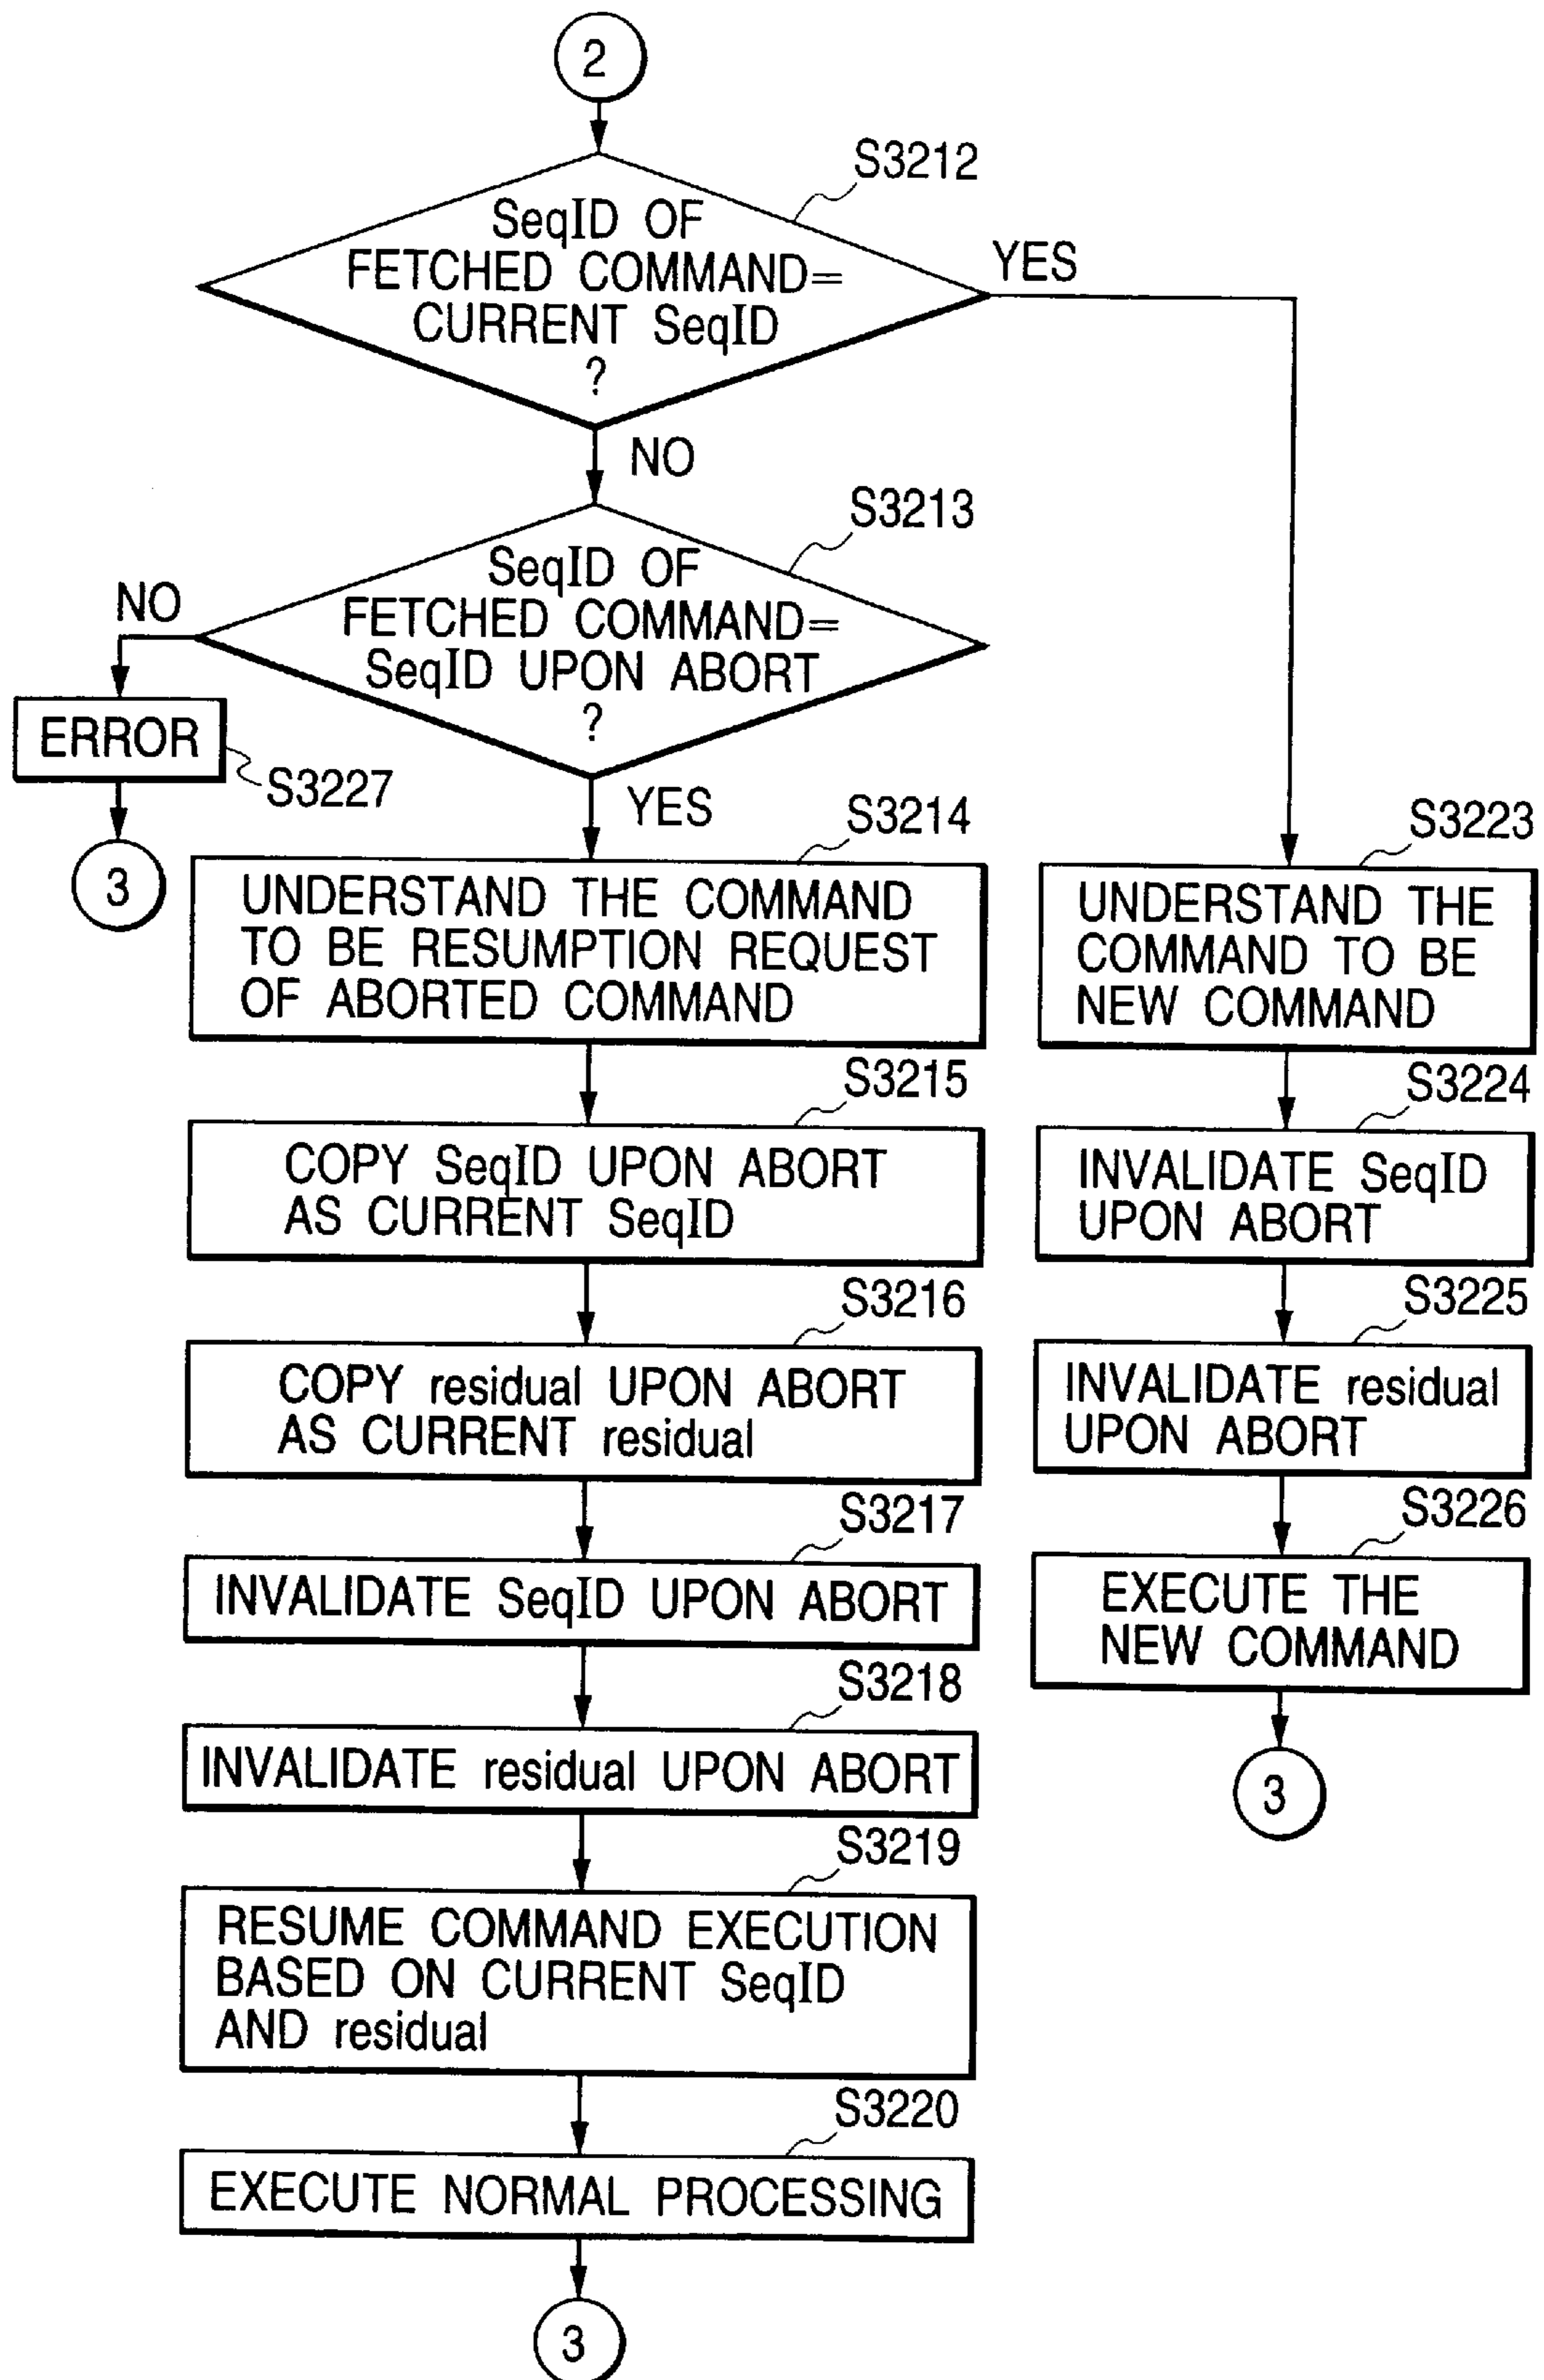 2
S3212
SeqID OF
FETCHED COMMAND=
CURRENT SeqID
?
YES
NO
S3213
SeqID OF
FETCHED COMMAND=
SeqID UPON ABORT
?
NO
ERROR
S3227
3
YES
S3214
UNDERSTAND THE COMMAND
TO BE RESUMPTION REQUEST
OF ABORTED COMMAND
S3215
COPY SeqID UPON ABORT
AS CURRENT SeqID
S3216
COPY residual UPON ABORT
AS CURRENT residual
S3217
INVALIDATE SeqID UPON ABORT
S3218
INVALIDATE residual UPON ABORT
S3219
RESUME COMMAND EXECUTION
BASED ON CURRENT SeqID
AND residual
S3220
EXECUTE NORMAL PROCESSING
3
S3223
UNDERSTAND THE
COMMAND TO BE
NEW COMMAND
S3224
INVALIDATE SeqID
UPON ABORT
S3225
INVALIDATE residual
UPON ABORT
S3226
EXECUTE THE
NEW COMMAND
3